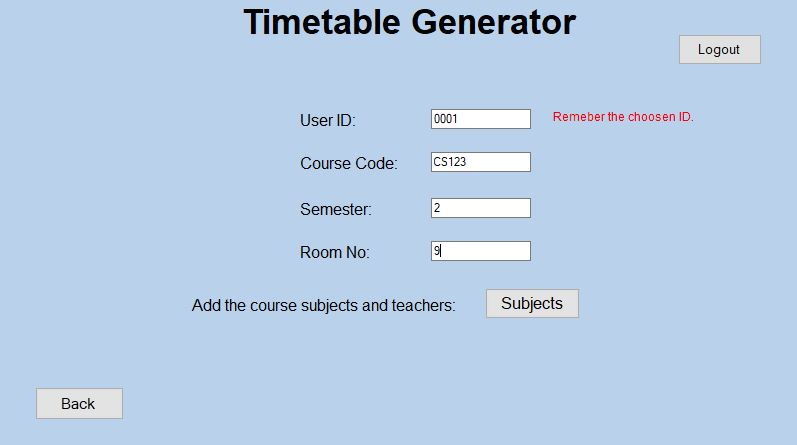 Timetable Generator
Logout
User ID: 0001 Remeber the choosen ID.
Course Code: CS123
Semester: 2
Room No: 9
Add the course subjects and teachers: Subjects
Back